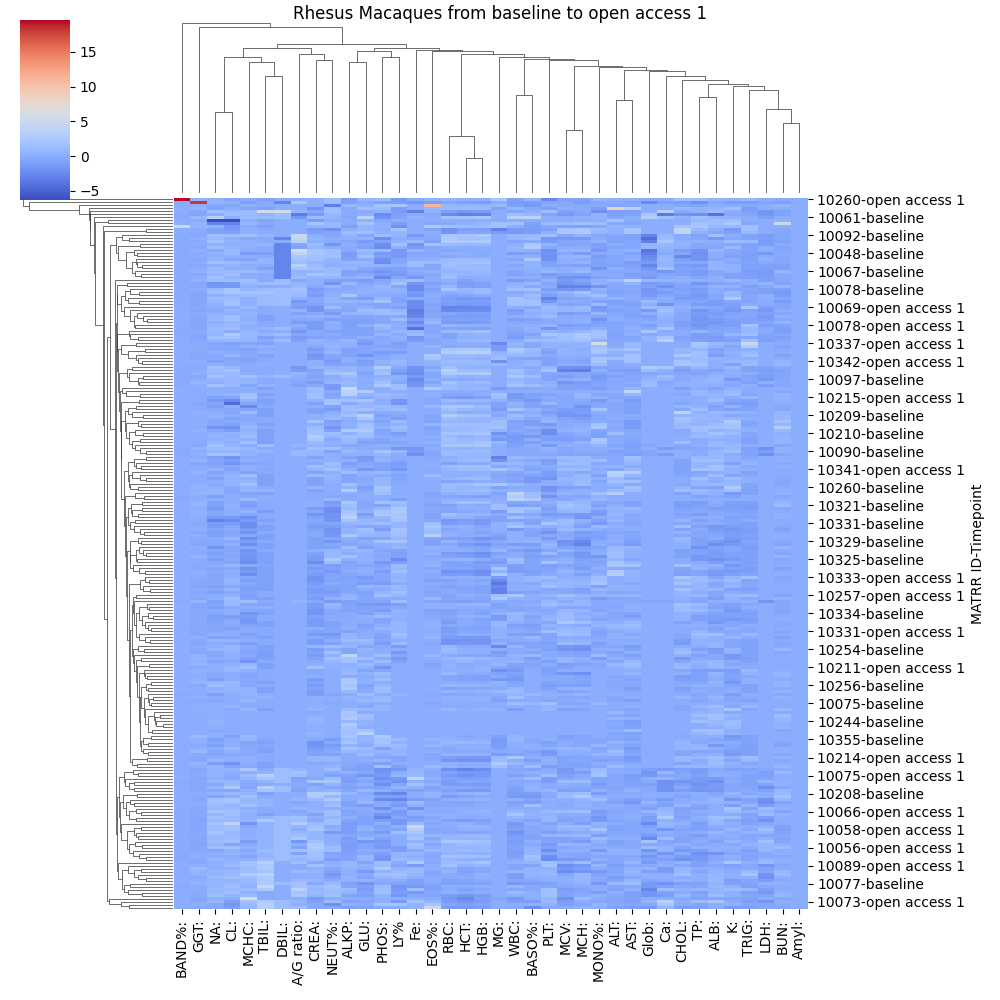 Rhesus Macaques from baseline to open access 1
15
10
5
0
−5
10260-open access 1
10061-baseline
10092-baseline
10048-baseline
10067-baseline
10078-baseline
10069-open access 1
10078-open access 1
10337-open access 1
10342-open access 1
10097-baseline
10215-open access 1
10209-baseline
10210-baseline
10090-baseline
10341-open access 1
10260-baseline
10321-baseline
10331-baseline
10329-baseline
10325-baseline
10333-open access 1
10257-open access 1
10334-baseline
10331-open access 1
10254-baseline
10211-open access 1
10256-baseline
10075-baseline
10244-baseline
10355-baseline
10214-open access 1
10075-open access 1
10208-baseline
10066-open access 1
10058-open access 1
10056-open access 1
10089-open access 1
10077-baseline
10073-open access 1
MATRR ID-Timepoint
BAND%:
GGT:
NA:
CL:
MCHC:
TBIL:
DBIL:
A/G ratio:
CREA:
NEUT%:
ALKP:
GLU:
PHOS:
LY%
Fe:
EOS%:
RBC:
HCT:
HGB:
MG:
WBC:
BASO%:
PLT:
MCV:
MCH:
MONO%:
ALT:
AST:
Glob:
Ca:
CHOL:
TP:
ALB:
K:
TRIG:
LDH:
BUN:
Amyl: